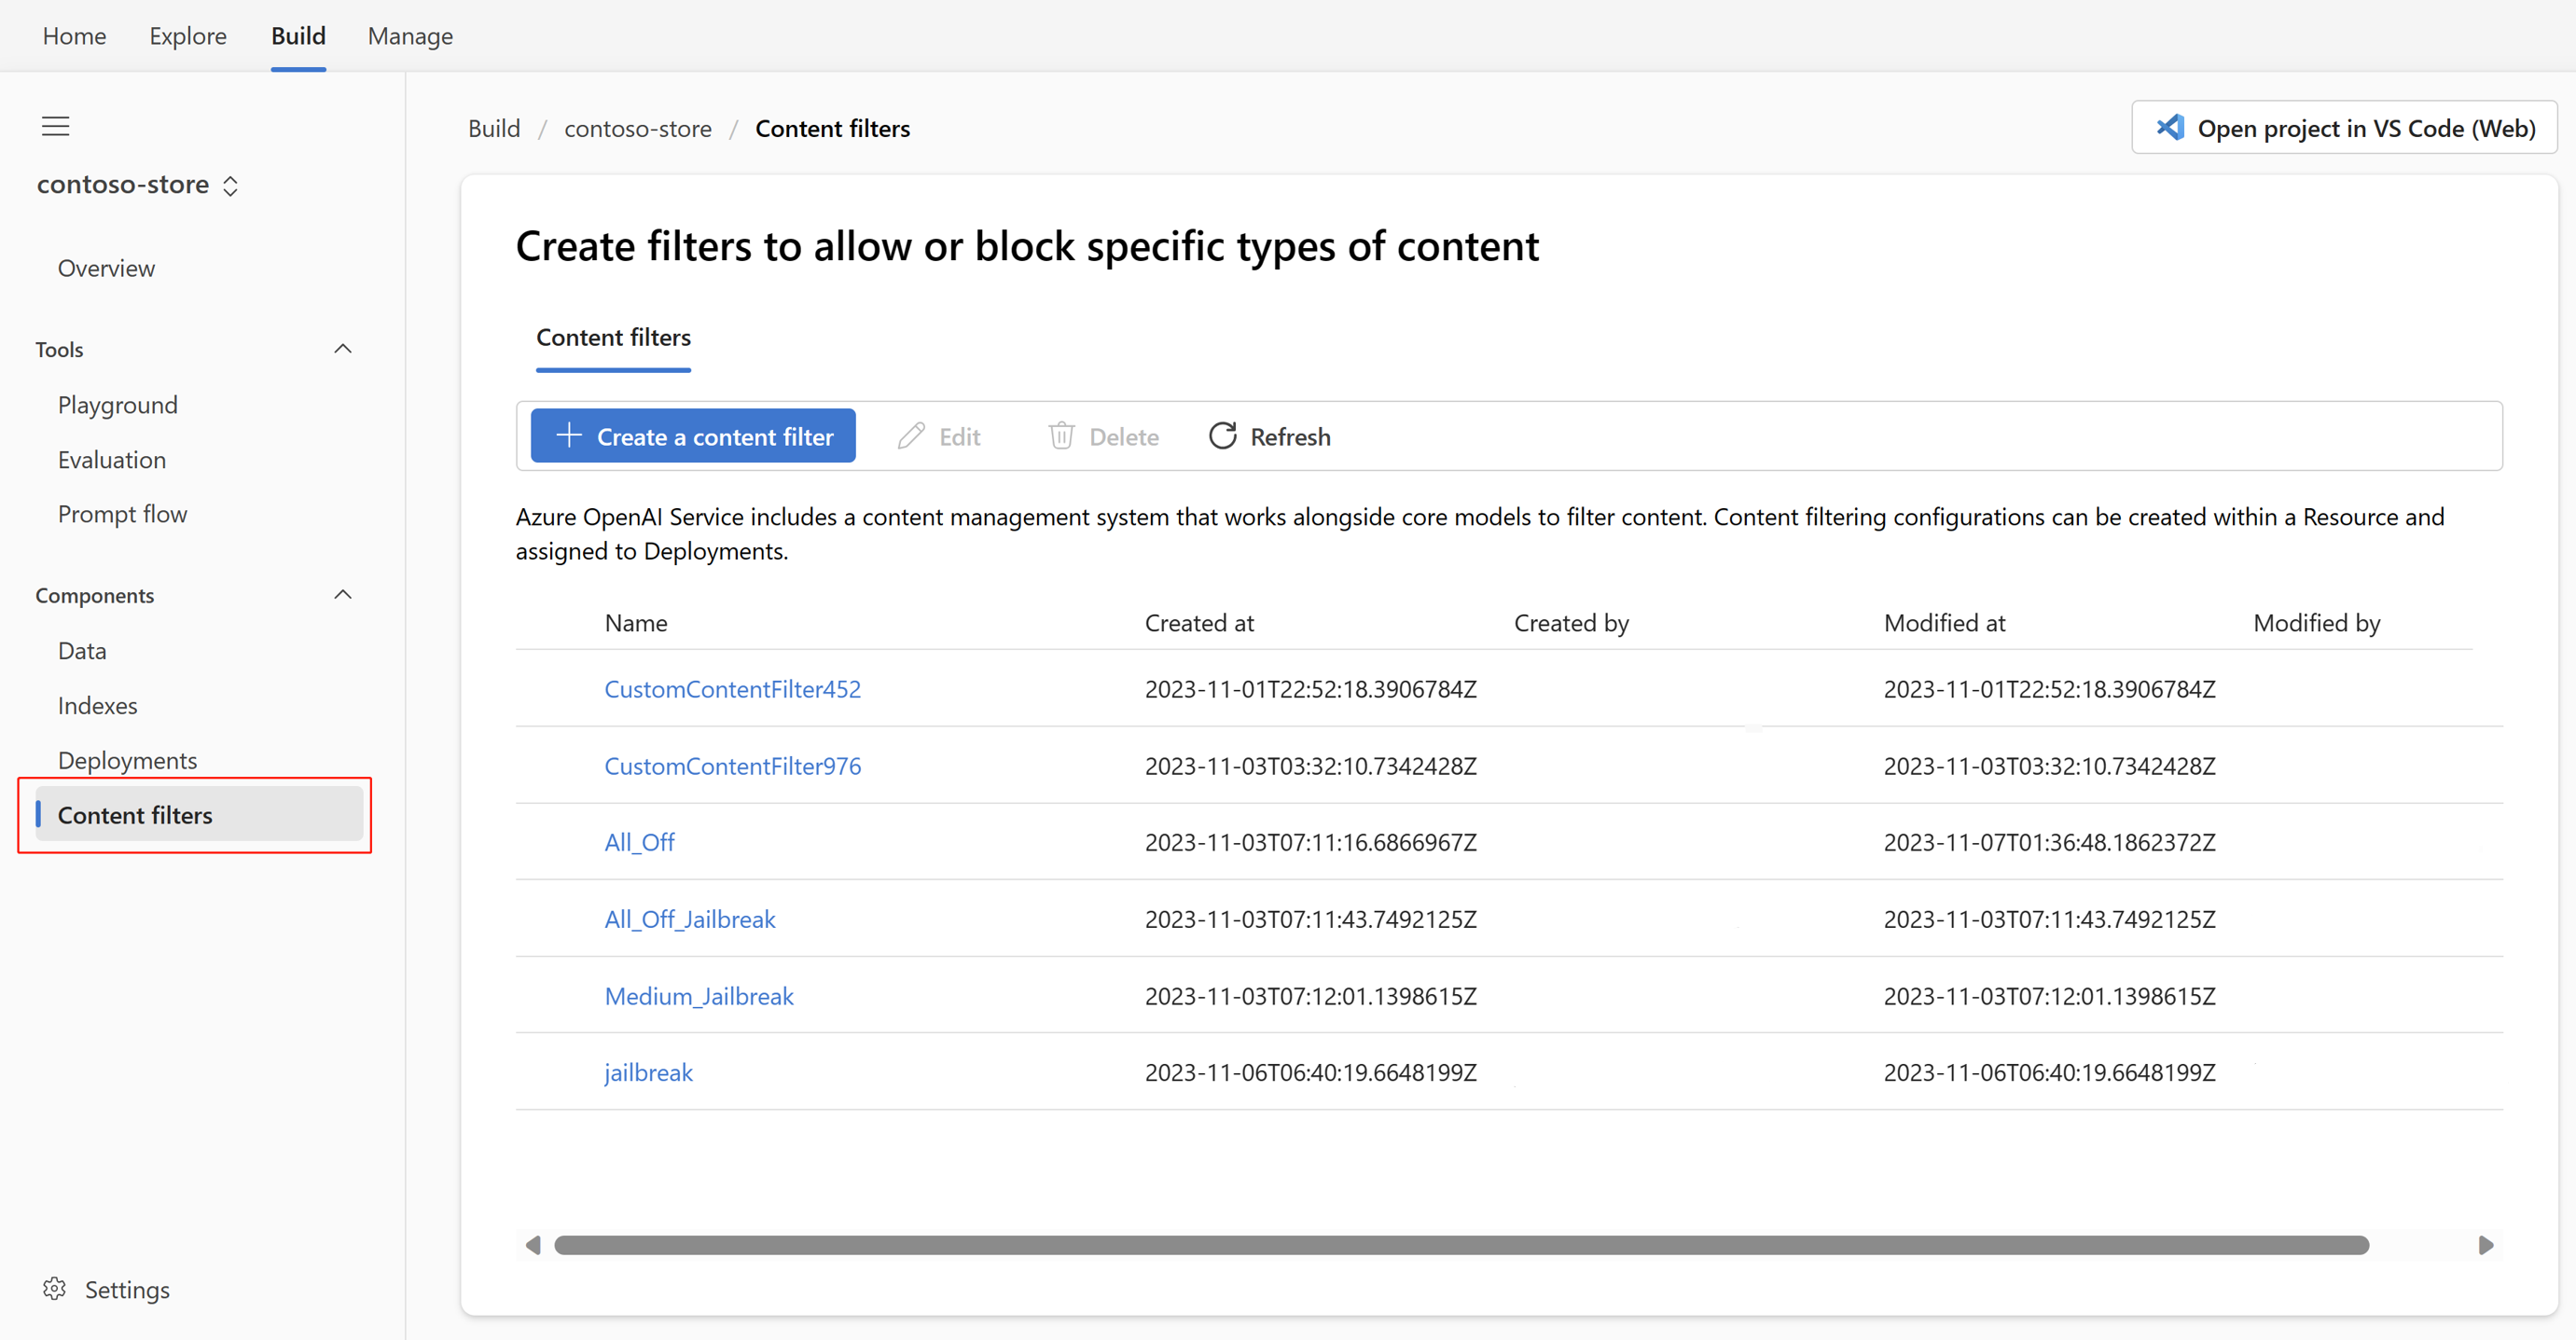 Home Explore Build Manage
Build / contoso-store / Content filters
Open project in VS Code (Web)
contoso-store
Overview
Tools
Playground
Evaluation
Prompt flow
Components
Data
Indexes
Deployments
Content filters
Settings
Create filters to allow or block specific types of content
Content filters
Create a content filter Edit Delete Refresh
Azure OpenAI Service includes a content management system that works alongside core models to filter content. Content filtering configurations can be created within a Resource and
assigned to Deployments.
Name Created at Created by Modified at Modified by
CustomContentFilter452 2023-11-01T22:52:18.3906784Z 2023-11-01T22:52:18.3906784Z
CustomContentFilter976 2023-11-03T03:32:10.7342428Z 2023-11-03T03:32:10.7342428Z
All_Off 2023-11-03T07:11:16.6866967Z 2023-11-07T01:36:48.1862372Z
All_Off_Jailbreak 2023-11-03T07:11:43.7492125Z 2023-11-03T07:11:43.7492125Z
Medium_Jailbreak 2023-11-03T07:12:01.1398615Z 2023-11-03T07:12:01.1398615Z
jailbreak 2023-11-06T06:40:19.6648199Z 2023-11-06T06:40:19.6648199Z